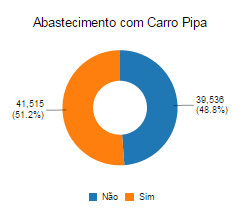 Abastecimento com Carro Pipa
41,515
(51.2%)
39,536
(48.8%)
Não
Sim